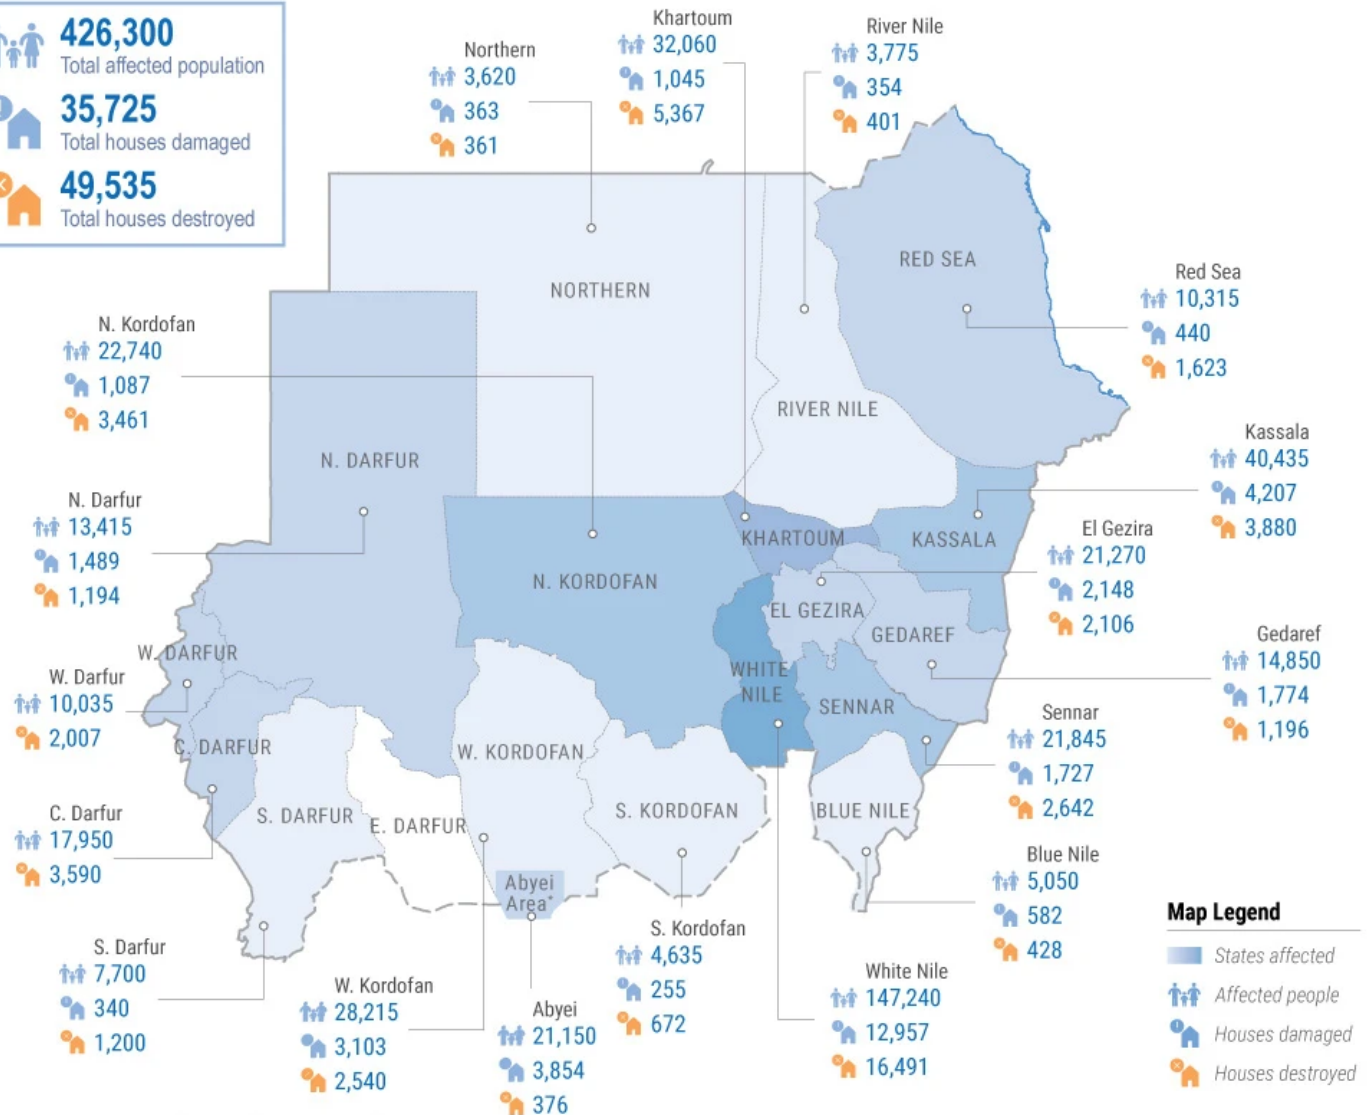 426,300
Total affected population
35,725
Total houses damaged
49,535
Total houses destroyed
Northern
3,620
363
361
Khartoum
32,060
1,045
5,367
River Nile
3,775
354
401
Red Sea
10,315
440
1,623
N. Kordofan
22,740
1,087
3,461
N. Darfur
13,415
1,489
1,194
W. Darfur
10,035
2,007
C. Darfur
17,950
3,590
S. Darfur
7,700
340
1,200
W. Kordofan
28,215
3,103
2,540
Abyei
21,150
3,854
376
S. Kordofan
4,635
255
672
White Nile
147,240
12,957
16,491
Blue Nile
5,050
582
428
Sennar
21,845
1,727
2,642
Gedaref
14,850
1,774
1,196
El Gezira
21,270
2,148
2,106
Kassala
40,435
4,207
3,880
NORTHERN
RED SEA
RIVER NILE
N. DARFUR
KHARTOUM
KASSALA
N. KORDOFAN
EL GEZIRA
GEDAREF
W. DARFUR
WHITE
NILE
SENNAR
C. DARFUR
W. KORDOFAN
S. DARFUR
E. DARFUR
S. KORDOFAN
BLUE NILE
Abyei
Area*
Map Legend
States affected
Affected people
Houses damaged
Houses destroyed